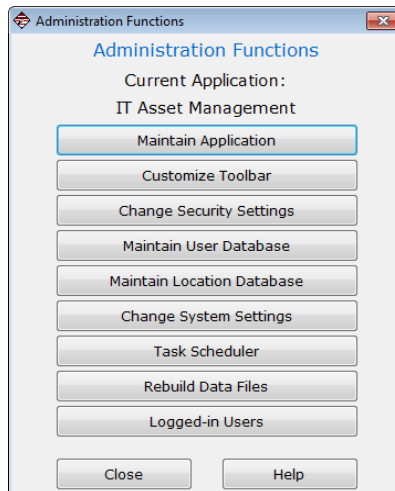 Administration Functions
Administration Functions
Current Application:
IT Asset Management
Maintain Application
Customize Toolbar
Change Security Settings
Maintain User Database
Maintain Location Database
Change System Settings
Task Scheduler
Rebuild Data Files
Logged-in Users
Close Help